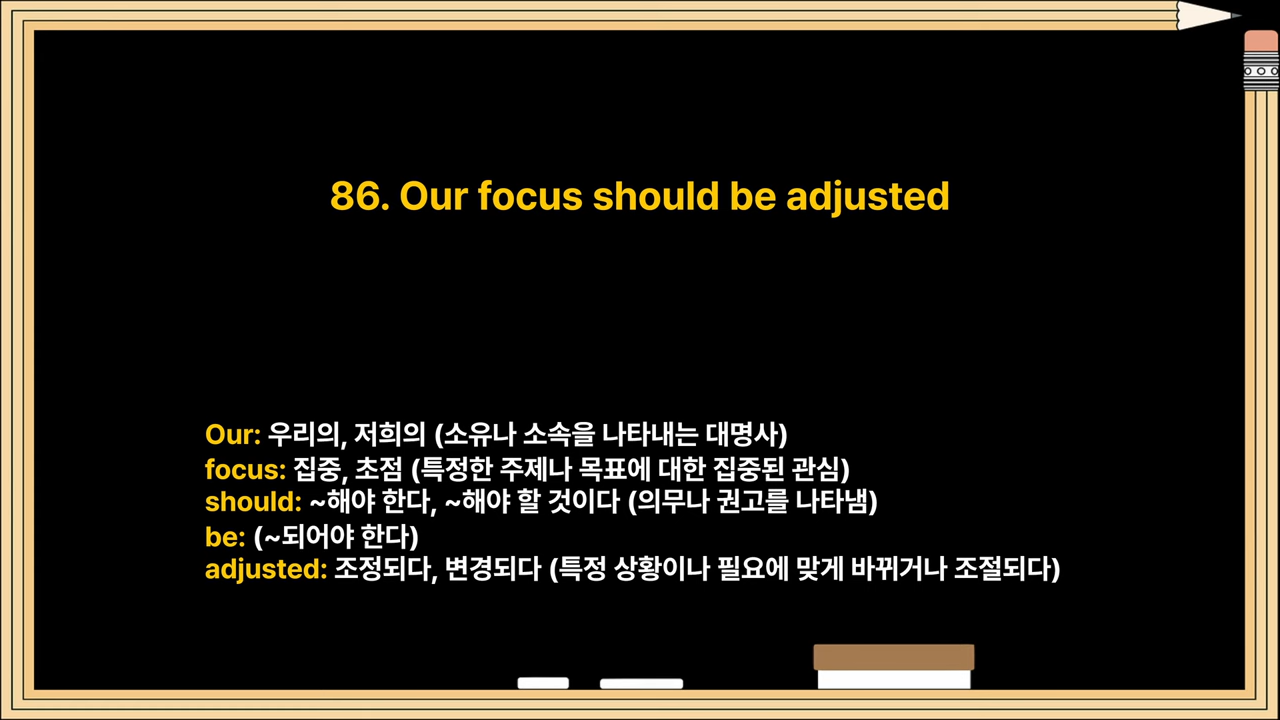 86. Our focus should be adjusted
Our: 우리의, 저희의 (소유나 소속을 나타내는 대명사)
focus: 집중, 초점 (특정한 주제나 목표에 대한 집중된 관심)
should: ~해야 한다, ~해야 할 것이다 (의무나 권고를 나타냄)
be: (~되어야 한다)
adjusted: 조정되다, 변경되다 (특정 상황이나 필요에 맞게 바뀌거나 조절되다)